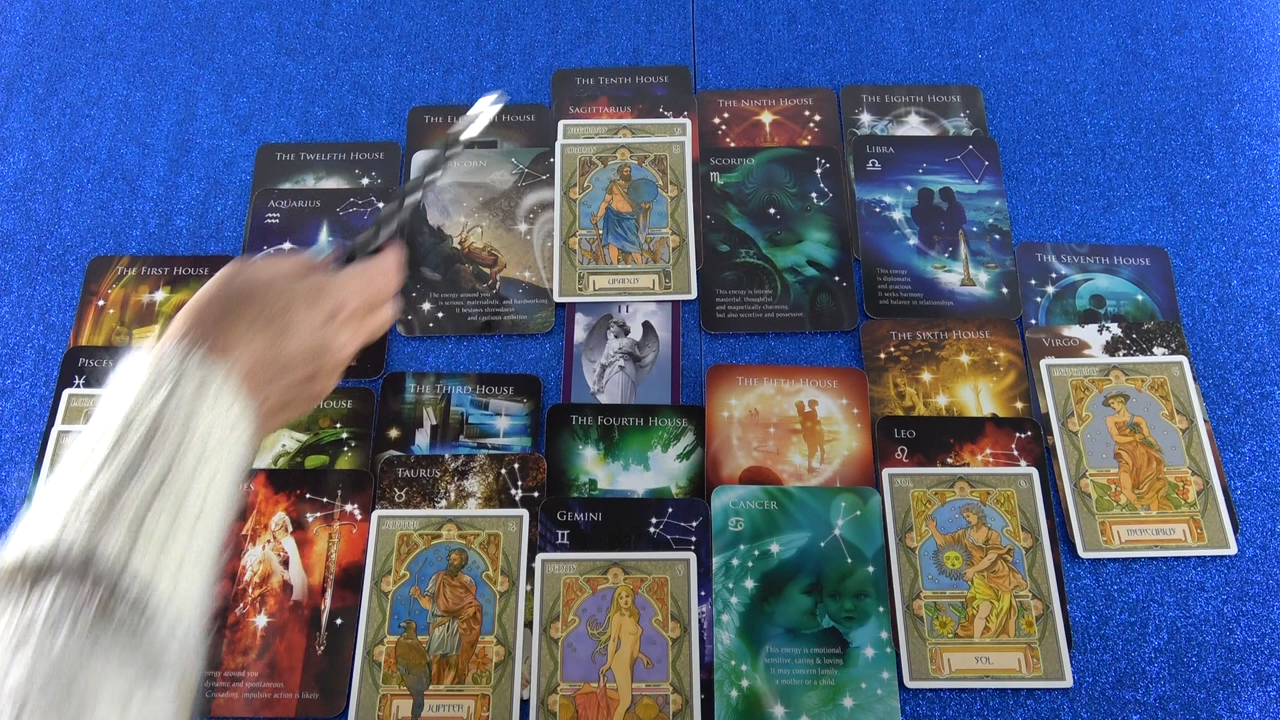 THE TENTH HOUSE
SAGITTARIUS
URANUS
THE NINTH HOUSE
SCORPIO
This energy is intense
masterful, thoughtful
and magnetically charming,
but also secretive and possessive.
THE EIGHTH HOUSE
LIBRA
This energy
is diplomatic
and gracious
It seeks harmony
and balance in relationships.
HOUSE
The energy around you
is serious, materialistic, and hardworking.
It bestows shrewdness
and cautious ambition.
THE TWELFTH HOUSE
AQUARIUS
THE FIRST HOUSE
PISCES
THE SEVENTH HOUSE
VIRGO
MERCURIUS
THE SIXTH HOUSE
LEO
SOL
SOL
II
THE THIRD HOUSE
TAURUS
JUPITER
JUPITER
THE FOURTH HOUSE
GEMINI
VENUS
THE FIFTH HOUSE
CANCER
This energy is emotional,
sensitive, caring & loving.
It may concern family,
a mother or a child
HOUSE
energy around you
dynamic and spontaneous
Crusading, impulsive action is likely